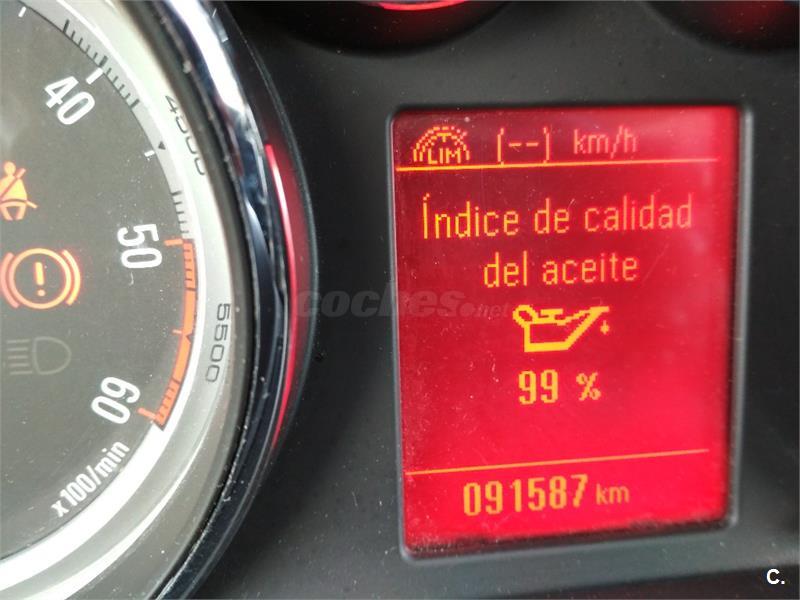 40
50
60
x100/min
4000
5500
LIM (--) km/h
Índice de calidad
del aceite
99 %
091587 km
coches.net
C.